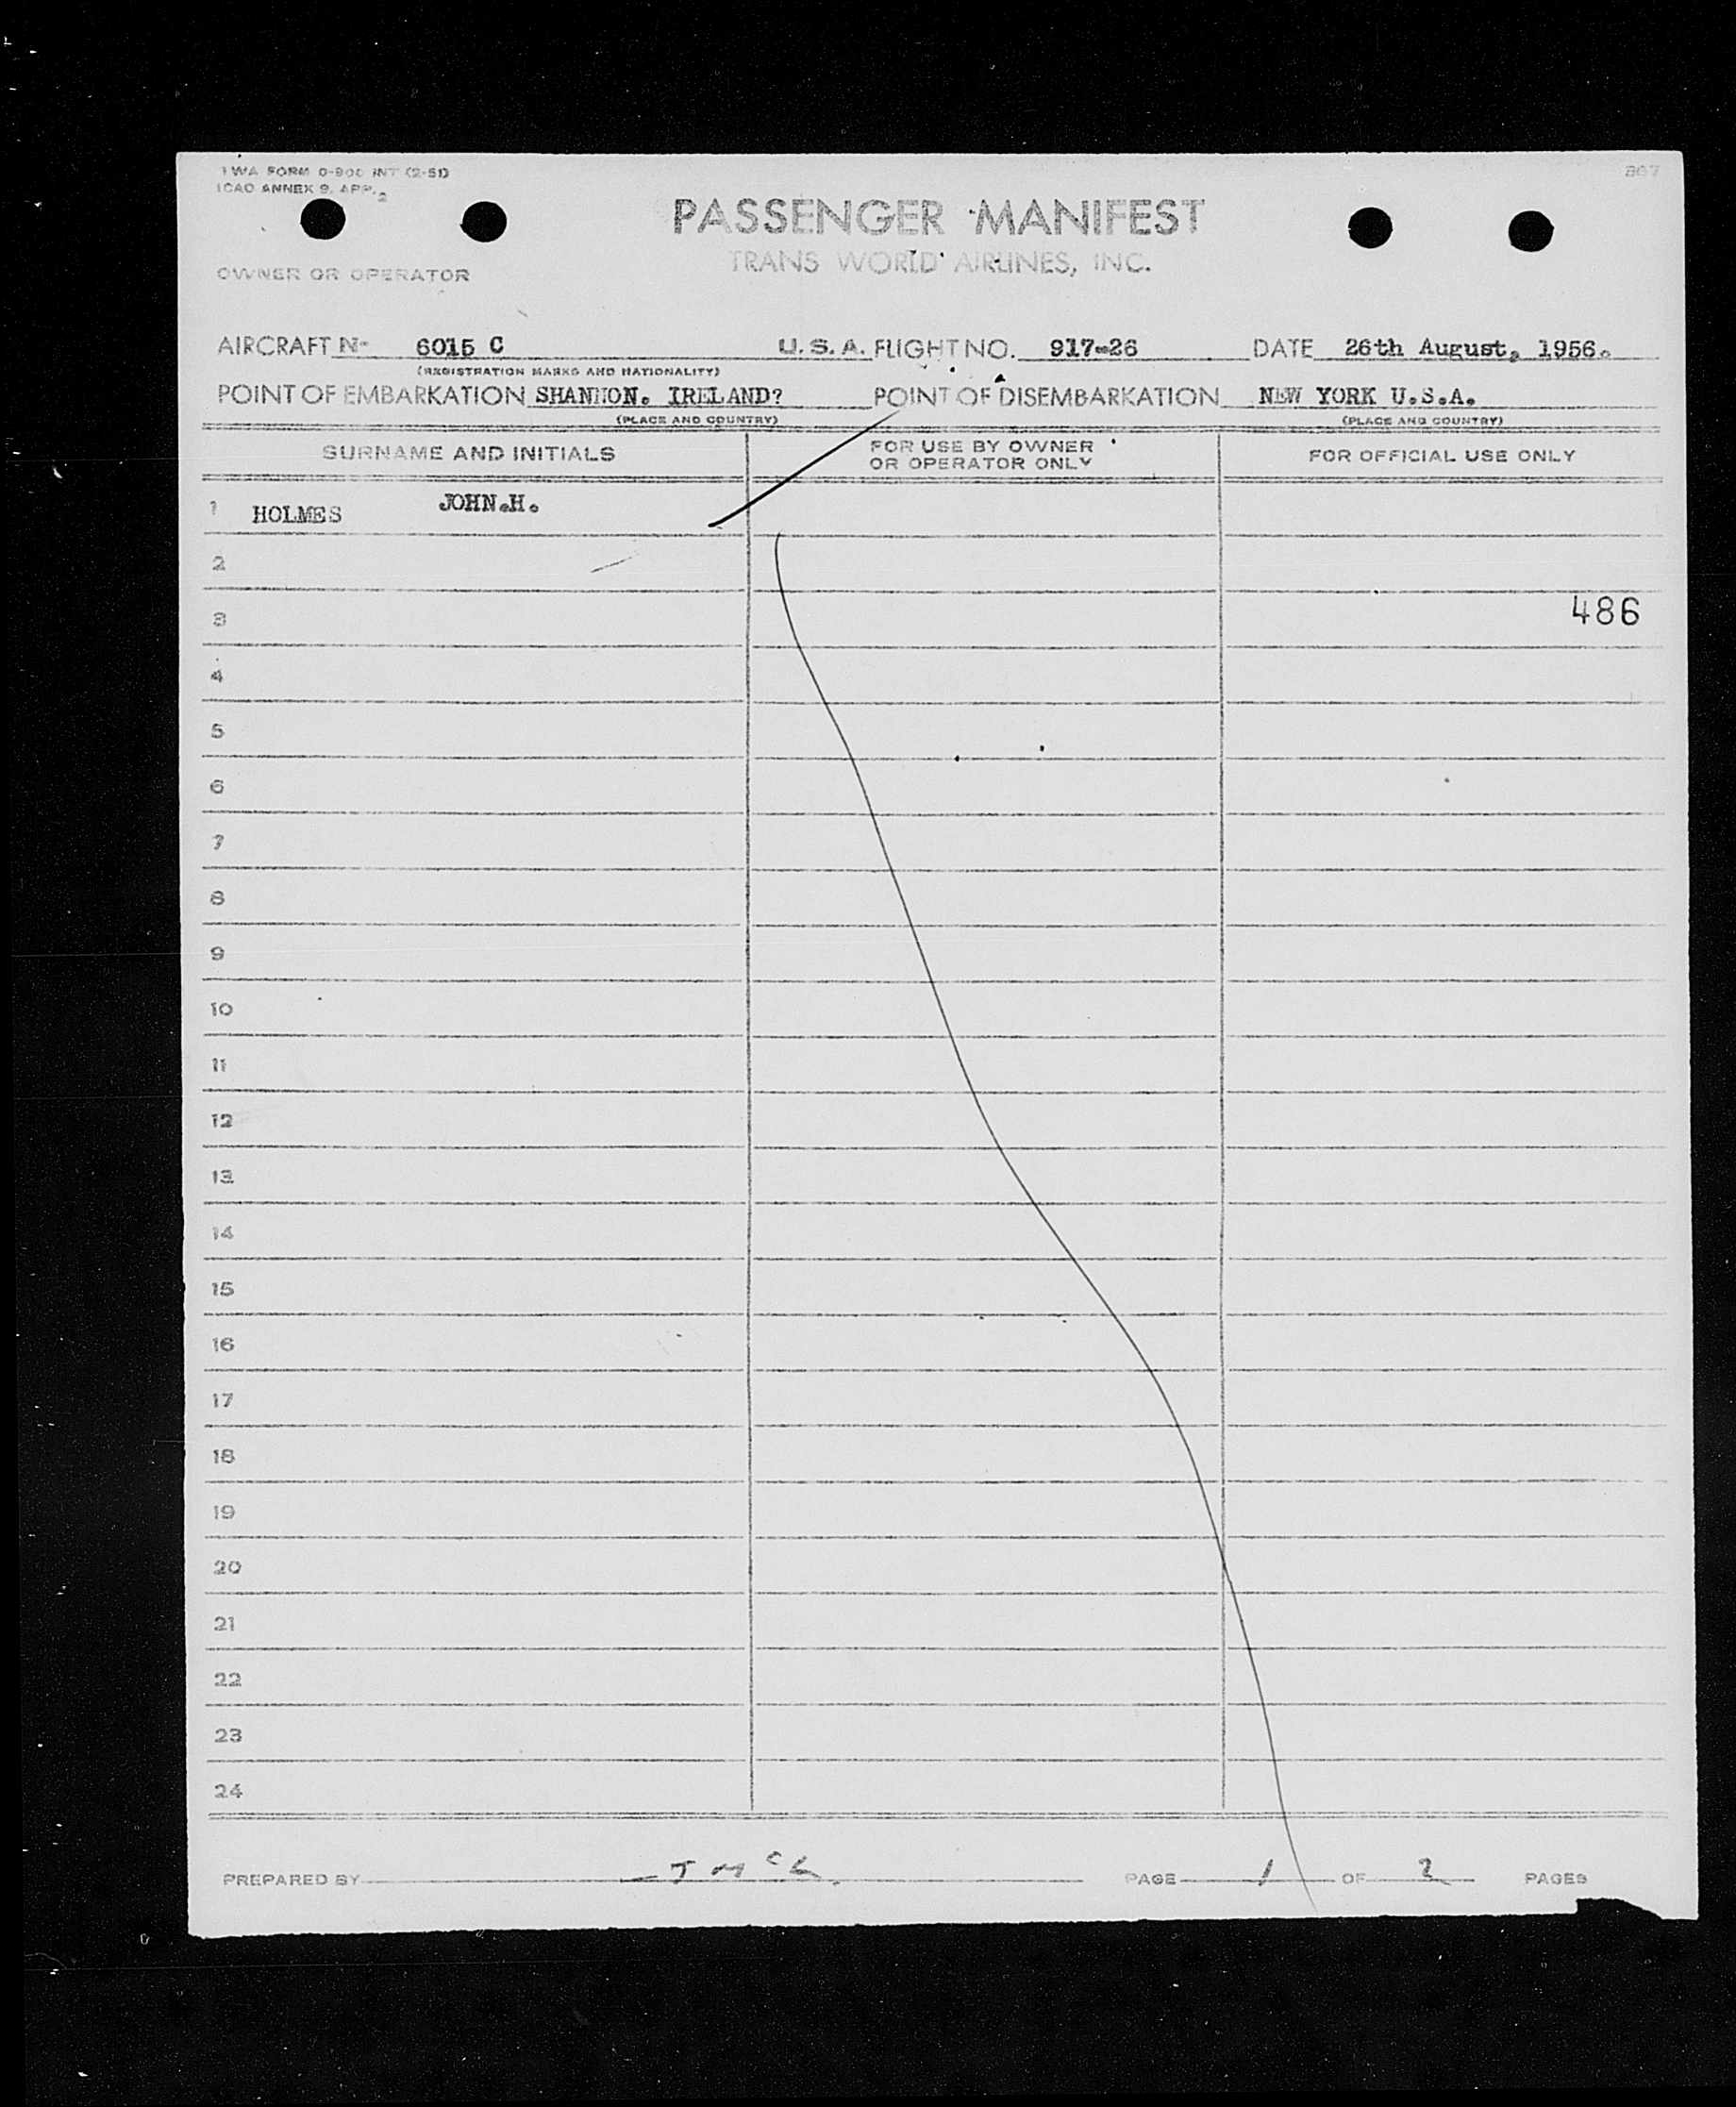 TWA FORM O-800 INT (2-51)
ICAO ANNEX 9, APP. 2
PASSENGER MANIFEST
TRANS WORLD AIRLINES, INC.
OWNER OR OPERATOR
AIRCRAFT N- 6015 C U.S.A. FLIGHT NO. 917-26 DATE 26th August, 1956.
(REGISTRATION MARKS AND NATIONALITY)
POINT OF EMBARKATION SHANNON. IRELAND? POINT OF DISEMBARKATION NEW YORK U.S.A.
(PLACE AND COUNTRY) (PLACE AND COUNTRY)
SURNAME AND INITIALS FOR USE BY OWNER OR OPERATOR ONLY FOR OFFICIAL USE ONLY
1 HOLMES JOHN.H.
2
3 486
4
5
6
7
8
9
10
11
12
13
14
15
16
17
18
19
20
21
22
23
24
PREPARED BY T McL PAGE 1 OF 2 PAGES